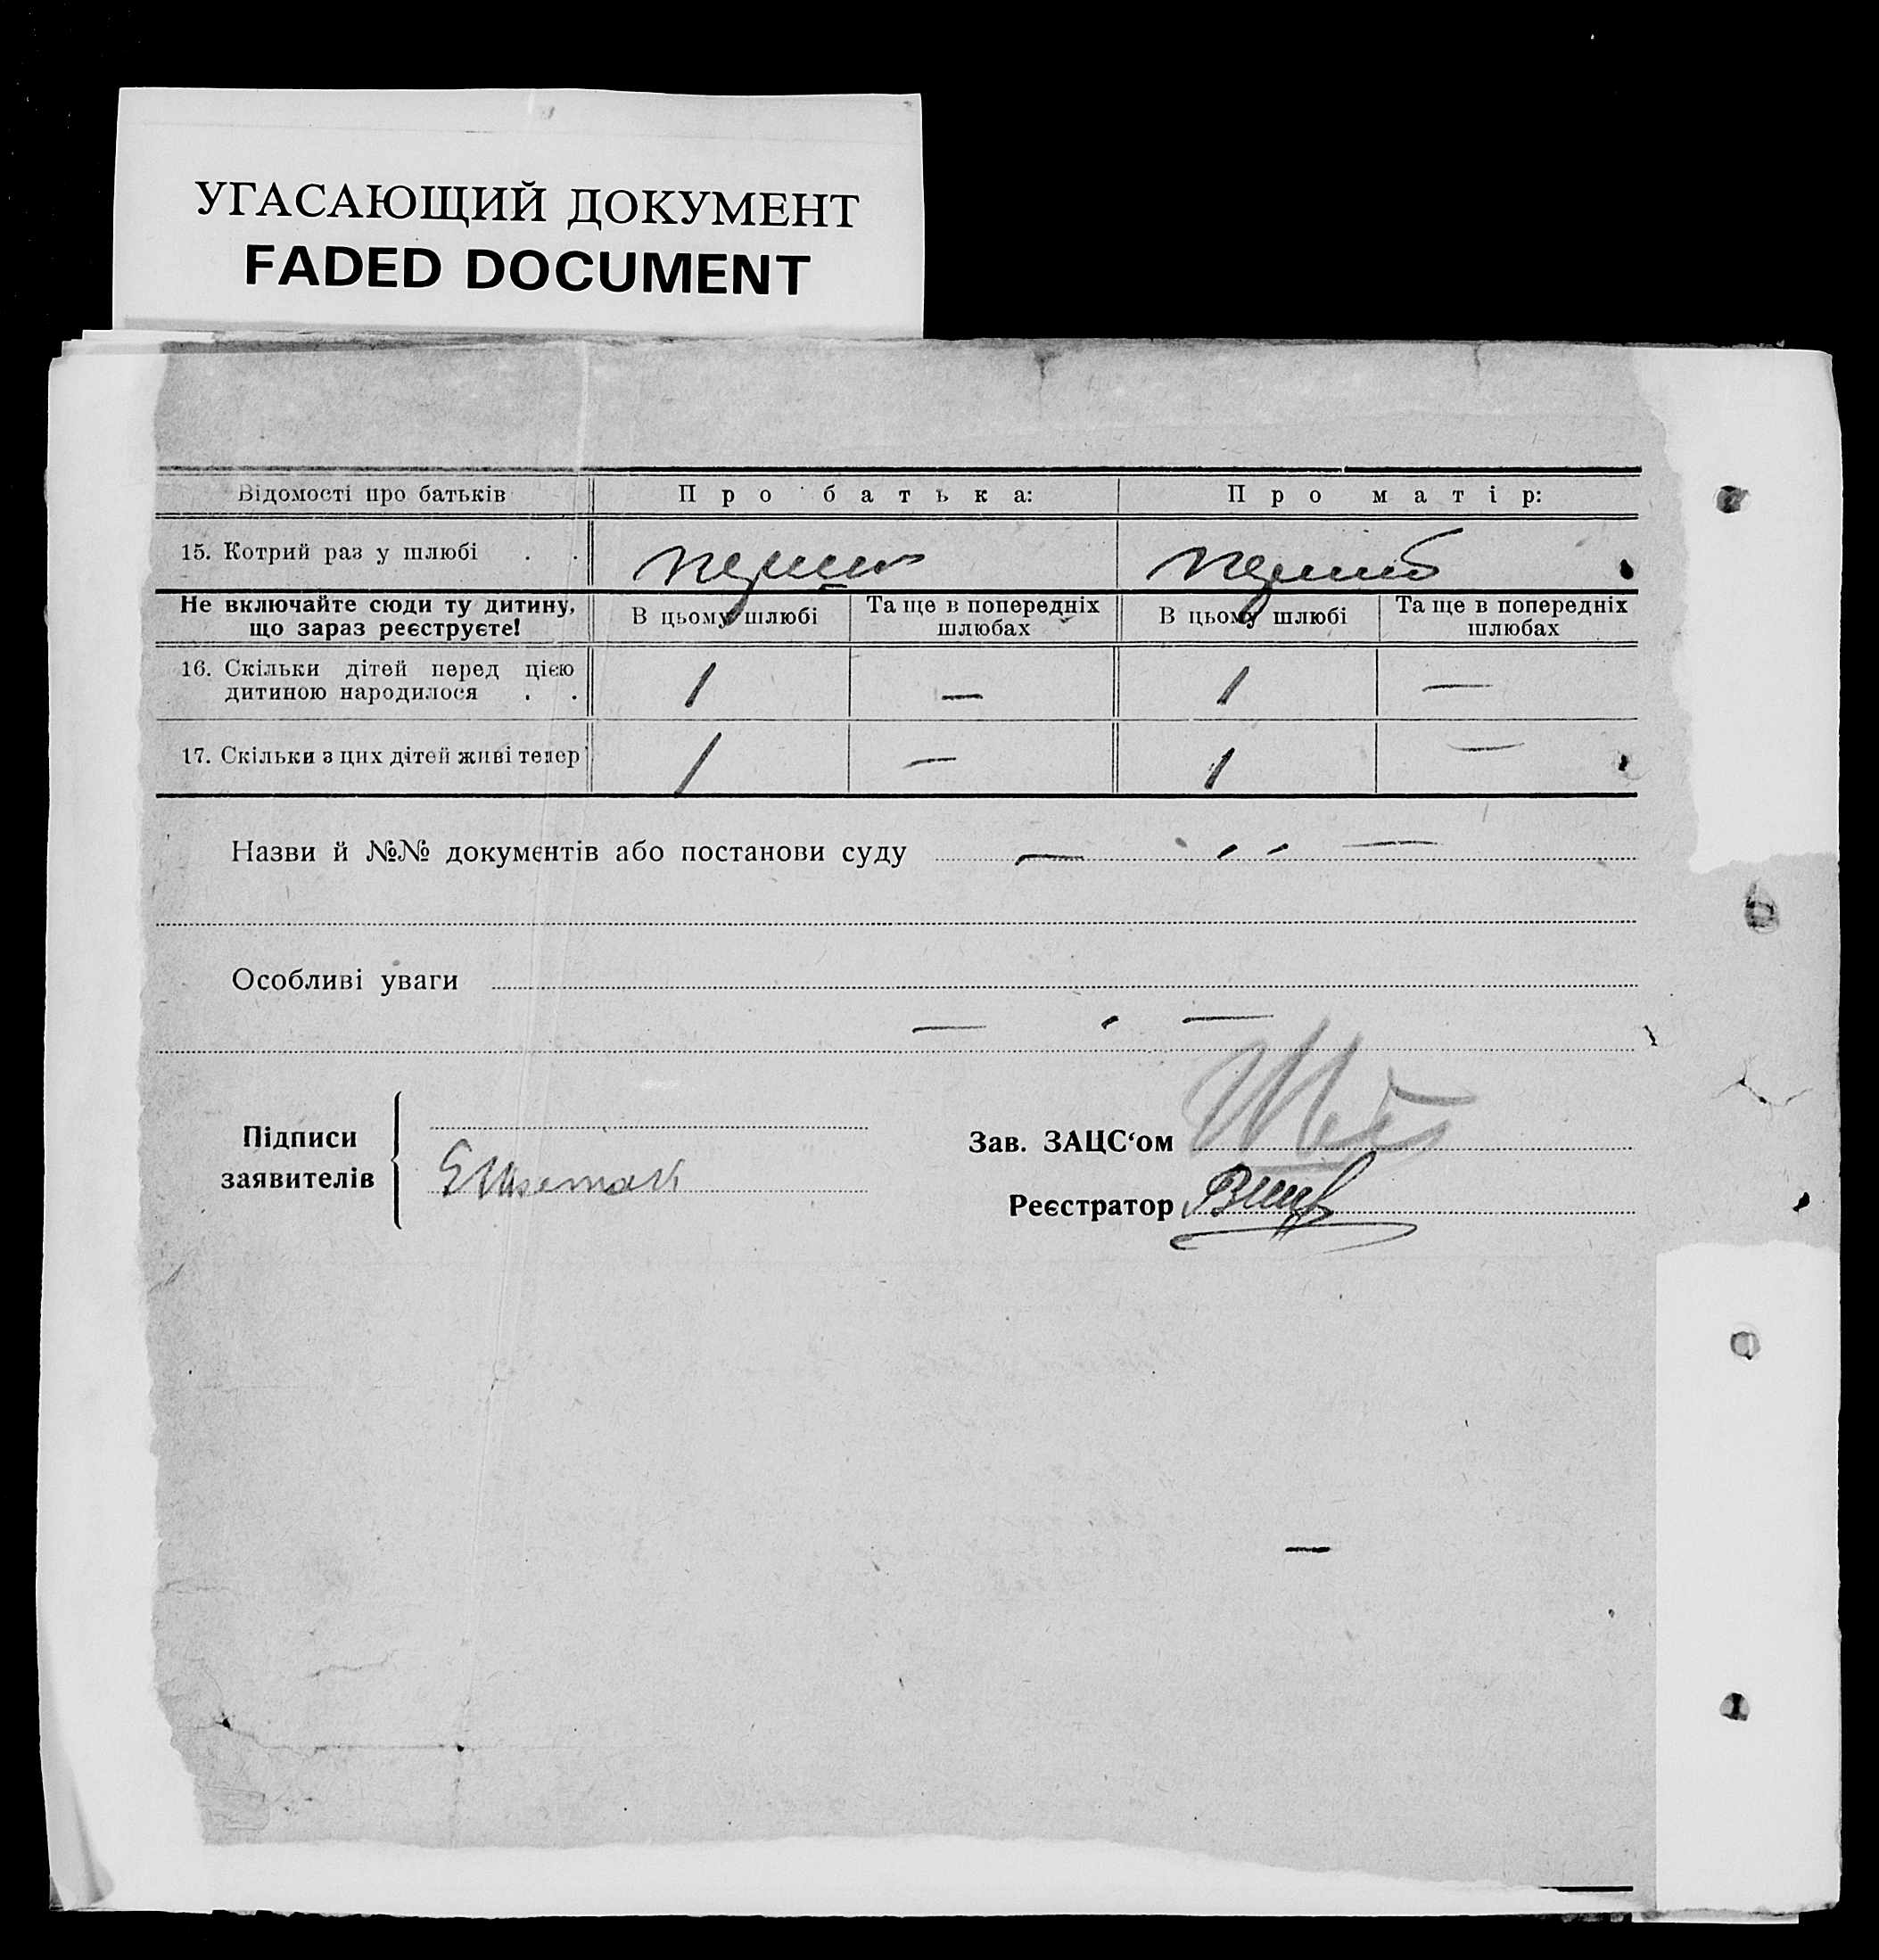 УГАСАЮЩИЙ ДОКУМЕНТ
FADED DOCUMENT
Відомості про батьків
Про батька:
Про матір:
15. Котрий раз у шлюбі . .
Не включайте сюди ту дитину,
що зараз реєструєте!
В цьому шлюбі
Та ще в попередніх
шлюбах
В цьому шлюбі
Та ще в попередніх
шлюбах
16. Скільки дітей перед цією
дитиною народилося . .
1
—
1
—
17. Скільки з цих дітей живі тепер
1
—
1
—
Назви й №№ документів або постанови суду
Особливі уваги
Підписи
заявителів
Зав. ЗАЦС‘ом
Реєстратор